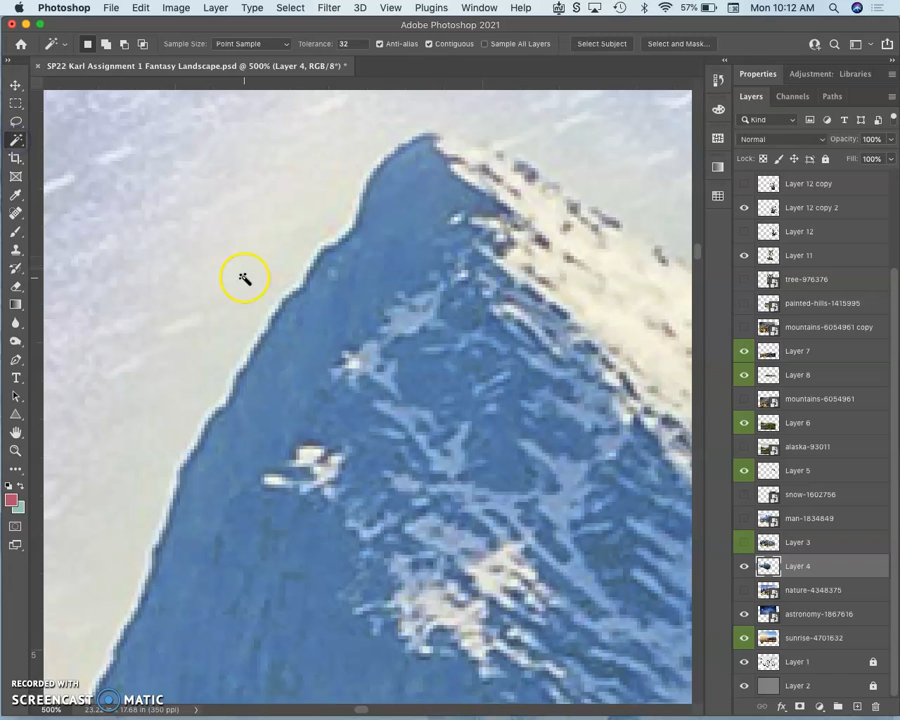 Photoshop File Edit Image Layer Type Select Filter 3D View Plugins Window Help 57% Mon 10:12 AM
Adobe Photoshop 2021
Sample Size: Point Sample Tolerance: 32 Anti-alias Contiguous Sample All Layers Select Subject Select and Mask...
× SP22 Karl Assignment 1 Fantasy Landscape.psd @ 500% (Layer 4, RGB/8*) *
Properties Adjustment: Libraries
Layers Channels Paths
Kind
Normal Opacity: 100%
Lock: Fill: 100%
Layer 12 copy
Layer 12 copy 2
Layer 12
Layer 11
tree-976376
painted-hills-1415995
mountains-6054961 copy
Layer 7
Layer 8
mountains-6054961
Layer 6
alaska-93011
Layer 5
snow-1602756
man-1834849
Layer 3
Layer 4
nature-4348375
astronomy-1867616
sunrise-4701632
Layer 1
Layer 2
5
RECORDED WITH
SCREENCAST MATIC
500%